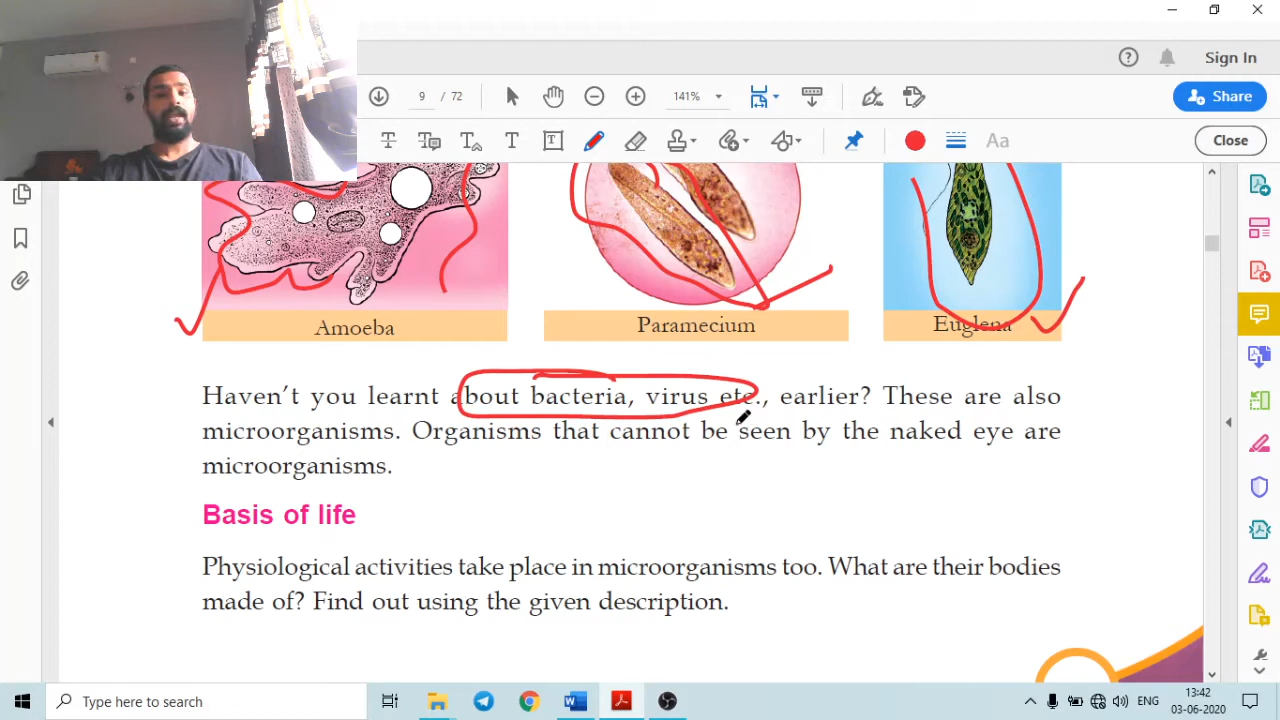 Sign In
9 / 72
141%
Share
Close
Aa
Amoeba
Paramecium
Euglena
Haven't you learnt about bacteria, virus etc., earlier? These are also
microorganisms. Organisms that cannot be seen by the naked eye are
microorganisms.
Basis of life
Physiological activities take place in microorganisms too. What are their bodies
made of? Find out using the given description.
Type here to search
ENG
13:42
03-06-2020